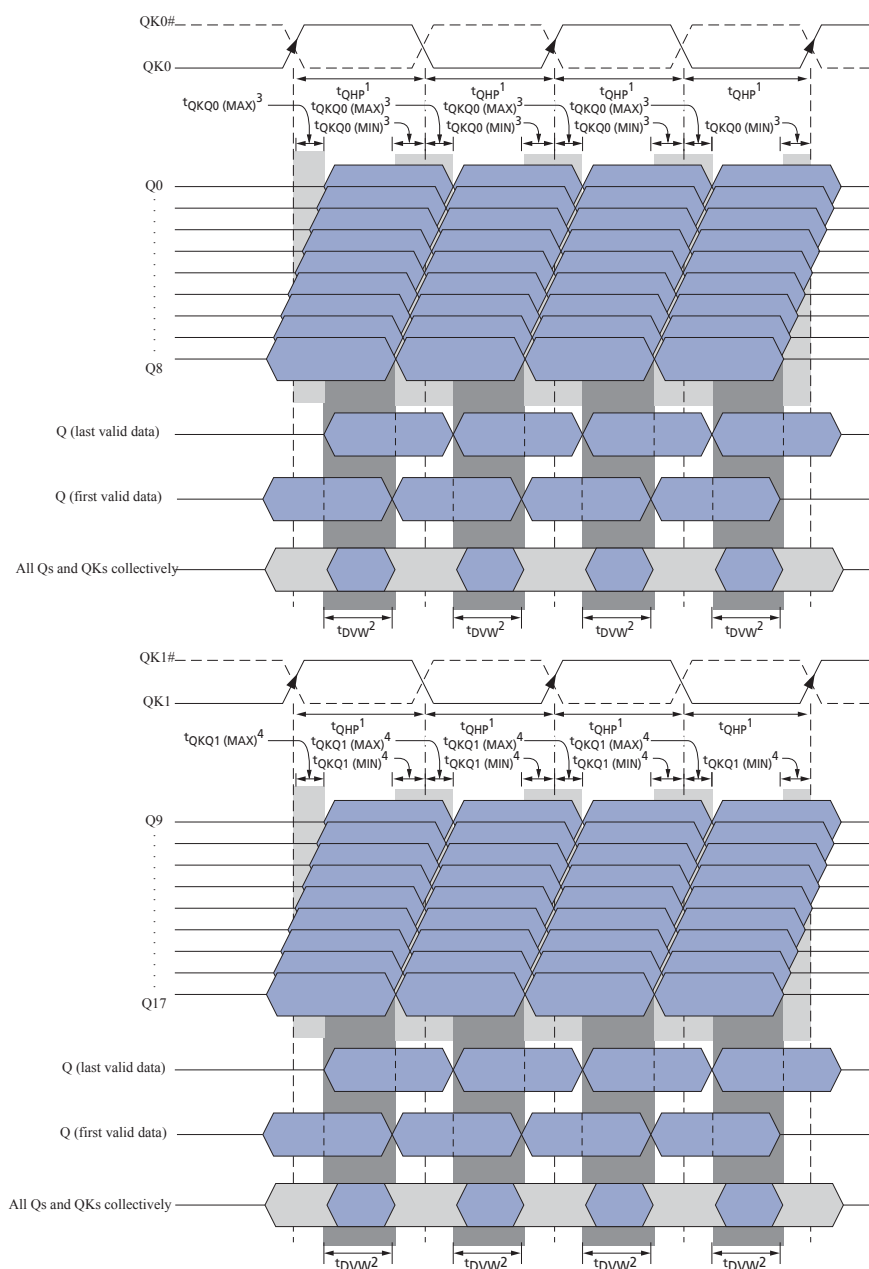 QK0#
QK0
tQHP1 tQHP1 tQHP1 tQHP1
tQKQ0 (MAX)3 tQKQ0 (MAX)3 tQKQ0 (MAX)3 tQKQ0 (MAX)3
tQKQ0 (MIN)3 tQKQ0 (MIN)3 tQKQ0 (MIN)3 tQKQ0 (MIN)3
Q0
Q8
Q (last valid data)
Q (first valid data)
All Qs and QKs collectively
tDVW2 tDVW2 tDVW2 tDVW2
QK1#
QK1
tQHP1 tQHP1 tQHP1 tQHP1
tQKQ1 (MAX)4 tQKQ1 (MAX)4 tQKQ1 (MAX)4 tQKQ1 (MAX)4
tQKQ1 (MIN)4 tQKQ1 (MIN)4 tQKQ1 (MIN)4 tQKQ1 (MIN)4
Q9
Q17
Q (last valid data)
Q (first valid data)
All Qs and QKs collectively
tDVW2 tDVW2 tDVW2 tDVW2